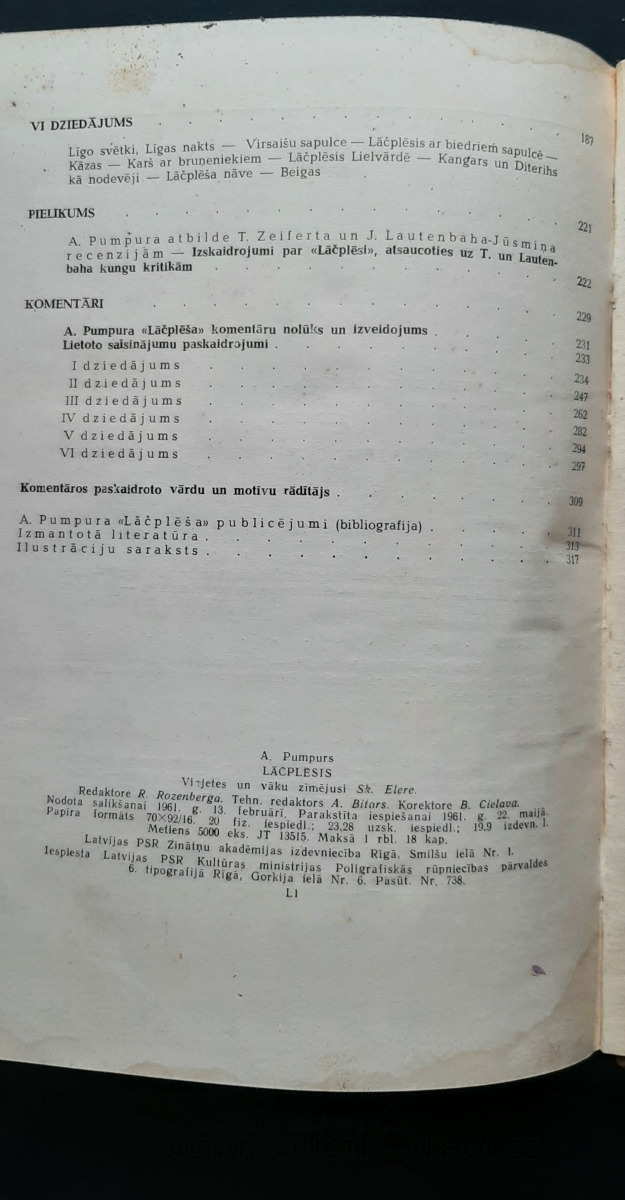 VI DZIEDĀJUMS . . . . . . . . . . 187
Līgo svētki, Līgas nakts — Virsaišu sapulce — Lāčplēsis ar biedriem sapulcē —
Kāzas — Karš ar bruņeniekiem — Lāčplēsis Lielvārdē — Kangars un Dīterihs
kā nodevēji — Lāčplēša nāve — Beigas
PIELIKUMS . . . . . . . . . . 221
A. Pumpura atbilde T. Zeiferta un J. Lautenbaha-Jūsmiņa
recenzijām — Izskaidrojumi par «Lāčplēsi», atsaucoties uz T. un Lauten-
baha kungu kritikām . . . . . . . . . 222
KOMENTĀRI . . . . . . . . . . 229
A. Pumpura «Lāčplēša» komentāru nolūks un izveidojums . . . . 231
Lietoto saīsinājumu paskaidrojumi . . . . . . . 233
I dziedājums . . . . . . . . 234
II dziedājums . . . . . . . . 247
III dziedājums . . . . . . . . 262
IV dziedājums . . . . . . . . 282
V dziedājums . . . . . . . . 294
VI dziedājums . . . . . . . . 297
Komentāros paskaidroto vārdu un motīvu rādītājs . . . . . . 309
A. Pumpura «Lāčplēša» publicējumi (bibliografija) . . . . 311
Izmantotā literatūra . . . . . . . . . 313
Ilustrāciju saraksts . . . . . . . . . 317
A. Pumpurs
LĀČPLĒSIS
Vinjetes un vāku zīmējusi Sk. Elere.
Redaktore R. Rozenberga. Tehn. redaktors A. Bitars. Korektore B. Cielava.
Nodota salikšanai 1961. g. 13. februārī. Parakstīta iespiešanai 1961. g. 22. maijā.
Papīra formāts 70×92/16. 20 fiz. iespiedl.; 23,28 uzsk. iespiedl.; 19,9 izdevn. l.
Metiens 5000 eks. JT 13515. Maksā 1 rbl. 18 kap.
Latvijas PSR Zinātņu akadēmijas izdevniecība Rīgā, Smilšu ielā Nr. 1.
Iespiesta Latvijas PSR Kultūras ministrijas Poligrafiskās rūpniecības pārvaldes
6. tipografijā Rīgā, Gorkija ielā Nr. 6. Pasūt. Nr. 738.
L1
BALTARS AUCTION HOUSE